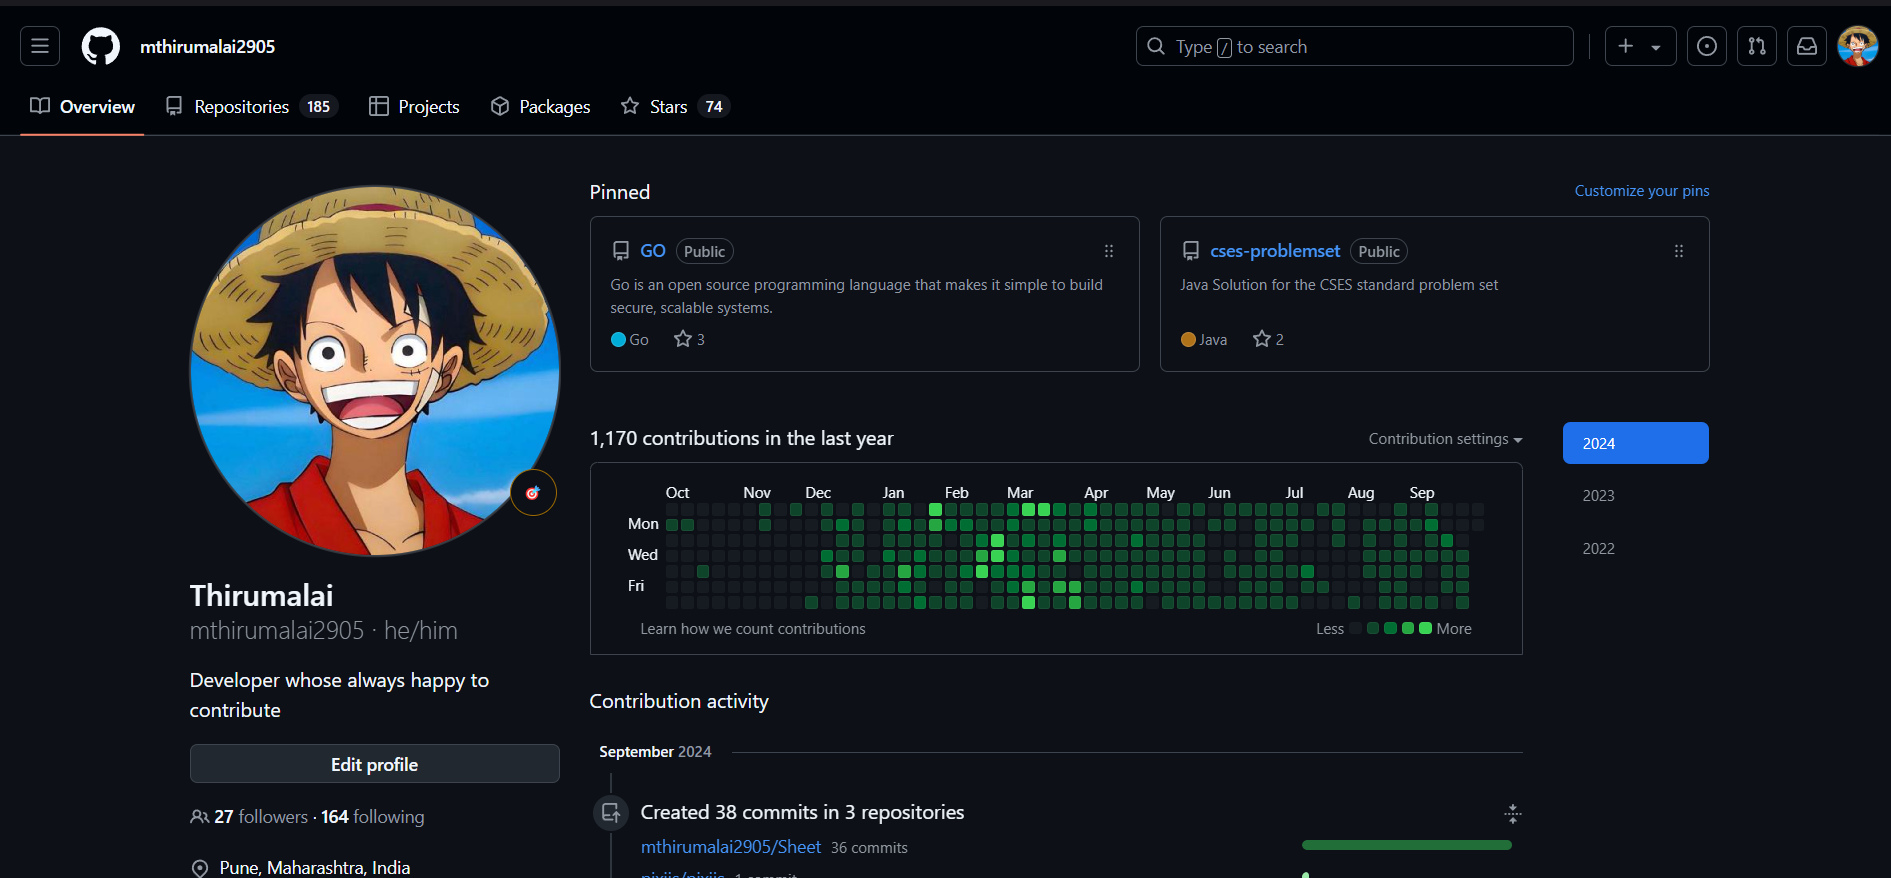 mthirumalai2905
Type / to search
Overview
Repositories 185
Projects
Packages
Stars 74
Pinned
Customize your pins
GO Public
Go is an open source programming language that makes it simple to build
secure, scalable systems.
Go 3
cses-problemset Public
Java Solution for the CSES standard problem set
Java 2
1,170 contributions in the last year
Contribution settings
2024
2023
2022
Oct Nov Dec Jan Feb Mar Apr May Jun Jul Aug Sep
Mon
Wed
Fri
Learn how we count contributions
Less More
Thirumalai
mthirumalai2905 · he/him
Developer whose always happy to
contribute
Edit profile
27 followers · 164 following
Pune, Maharashtra, India
Contribution activity
September 2024
Created 38 commits in 3 repositories
mthirumalai2905/Sheet 36 commits
1 commit